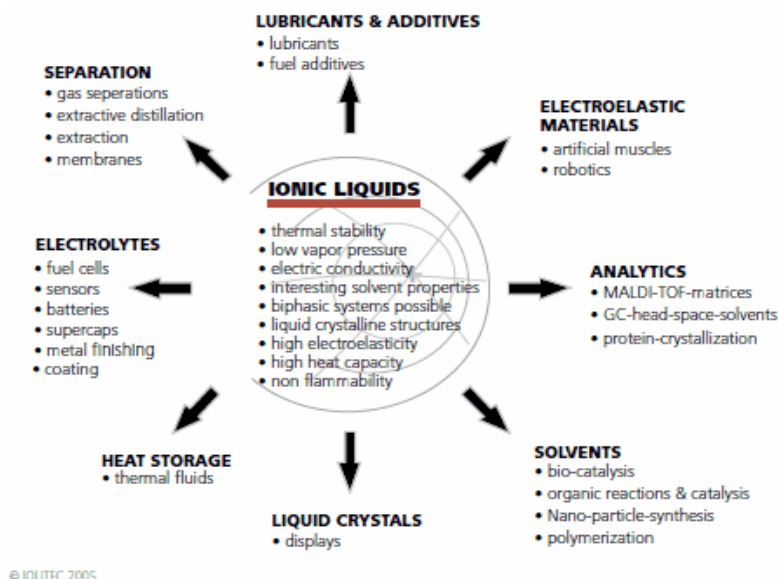 LUBRICANTS & ADDITIVES
• lubricants
• fuel additives
SEPARATION
• gas seperations
• extractive distillation
• extraction
• membranes
ELECTROELASTIC
MATERIALS
• artificial muscles
• robotics
IONIC LIQUIDS
• thermal stability
• low vapor pressure
• electric conductivity
• interesting solvent properties
• biphasic systems possible
• liquid crystalline structures
• high electroelasticity
• high heat capacity
• non flammability
ELECTROLYTES
• fuel cells
• sensors
• batteries
• supercaps
• metal finishing
• coating
ANALYTICS
• MALDI-TOF-matrices
• GC-head-space-solvents
• protein-crystallization
HEAT STORAGE
• thermal fluids
LIQUID CRYSTALS
• displays
SOLVENTS
• bio-catalysis
• organic reactions & catalysis
• Nano-particle-synthesis
• polymerization
© IOLITEC 2005